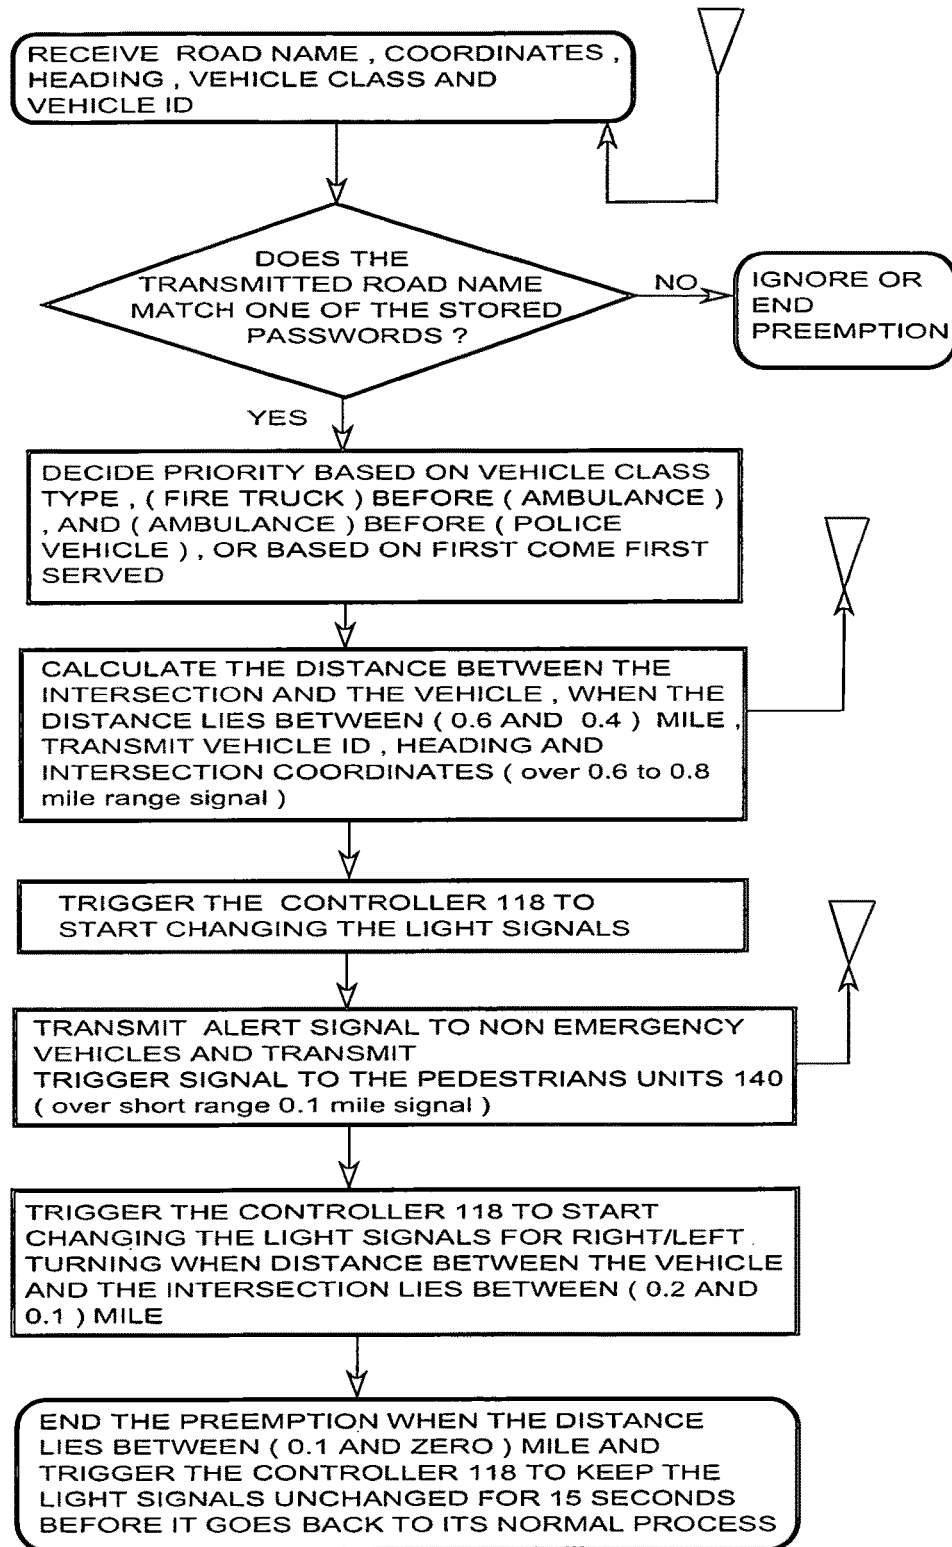 RECEIVE ROAD NAME , COORDINATES ,
HEADING , VEHICLE CLASS AND
VEHICLE ID
DOES THE
TRANSMITTED ROAD NAME
MATCH ONE OF THE STORED
PASSWORDS ?
NO
IGNORE OR
END
PREEMPTION
YES
DECIDE PRIORITY BASED ON VEHICLE CLASS
TYPE , ( FIRE TRUCK ) BEFORE ( AMBULANCE )
, AND ( AMBULANCE ) BEFORE ( POLICE
VEHICLE ) , OR BASED ON FIRST COME FIRST
SERVED
CALCULATE THE DISTANCE BETWEEN THE
INTERSECTION AND THE VEHICLE , WHEN THE
DISTANCE LIES BETWEEN ( 0.6 AND 0.4 ) MILE ,
TRANSMIT VEHICLE ID , HEADING AND
INTERSECTION COORDINATES ( over 0.6 to 0.8
mile range signal )
TRIGGER THE CONTROLLER 118 TO
START CHANGING THE LIGHT SIGNALS
TRANSMIT ALERT SIGNAL TO NON EMERGENCY
VEHICLES AND TRANSMIT
TRIGGER SIGNAL TO THE PEDESTRIANS UNITS 140
( over short range 0.1 mile signal )
TRIGGER THE CONTROLLER 118 TO START
CHANGING THE LIGHT SIGNALS FOR RIGHT/LEFT
TURNING WHEN DISTANCE BETWEEN THE VEHICLE
AND THE INTERSECTION LIES BETWEEN ( 0.2 AND
0.1 ) MILE
END THE PREEMPTION WHEN THE DISTANCE
LIES BETWEEN ( 0.1 AND ZERO ) MILE AND
TRIGGER THE CONTROLLER 118 TO KEEP THE
LIGHT SIGNALS UNCHANGED FOR 15 SECONDS
BEFORE IT GOES BACK TO ITS NORMAL PROCESS